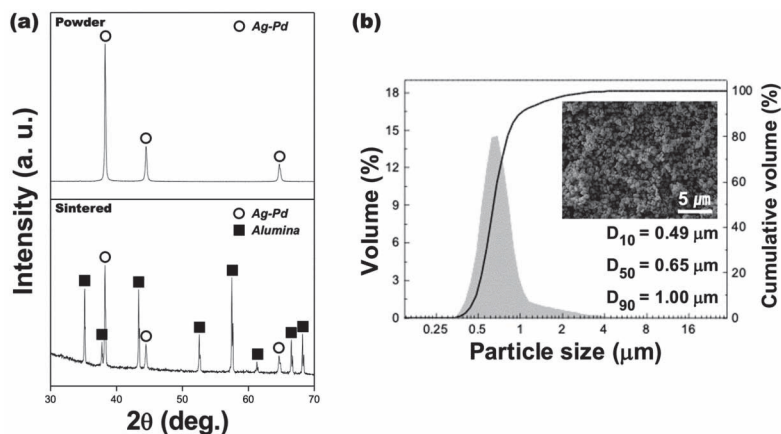 (a)
Powder
Ag-Pd
Sintered
Ag-Pd
Alumina
Intensity (a. u.)
30 40 50 60 70
2θ (deg.)
(b)
18
15
12
9
6
3
0
Volume (%)
100
80
60
40
20
0
Cumulative volume (%)
5 μm
D10 = 0.49 μm
D50 = 0.65 μm
D90 = 1.00 μm
0.25 0.5 1 2 4 8 16
Particle size (μm)